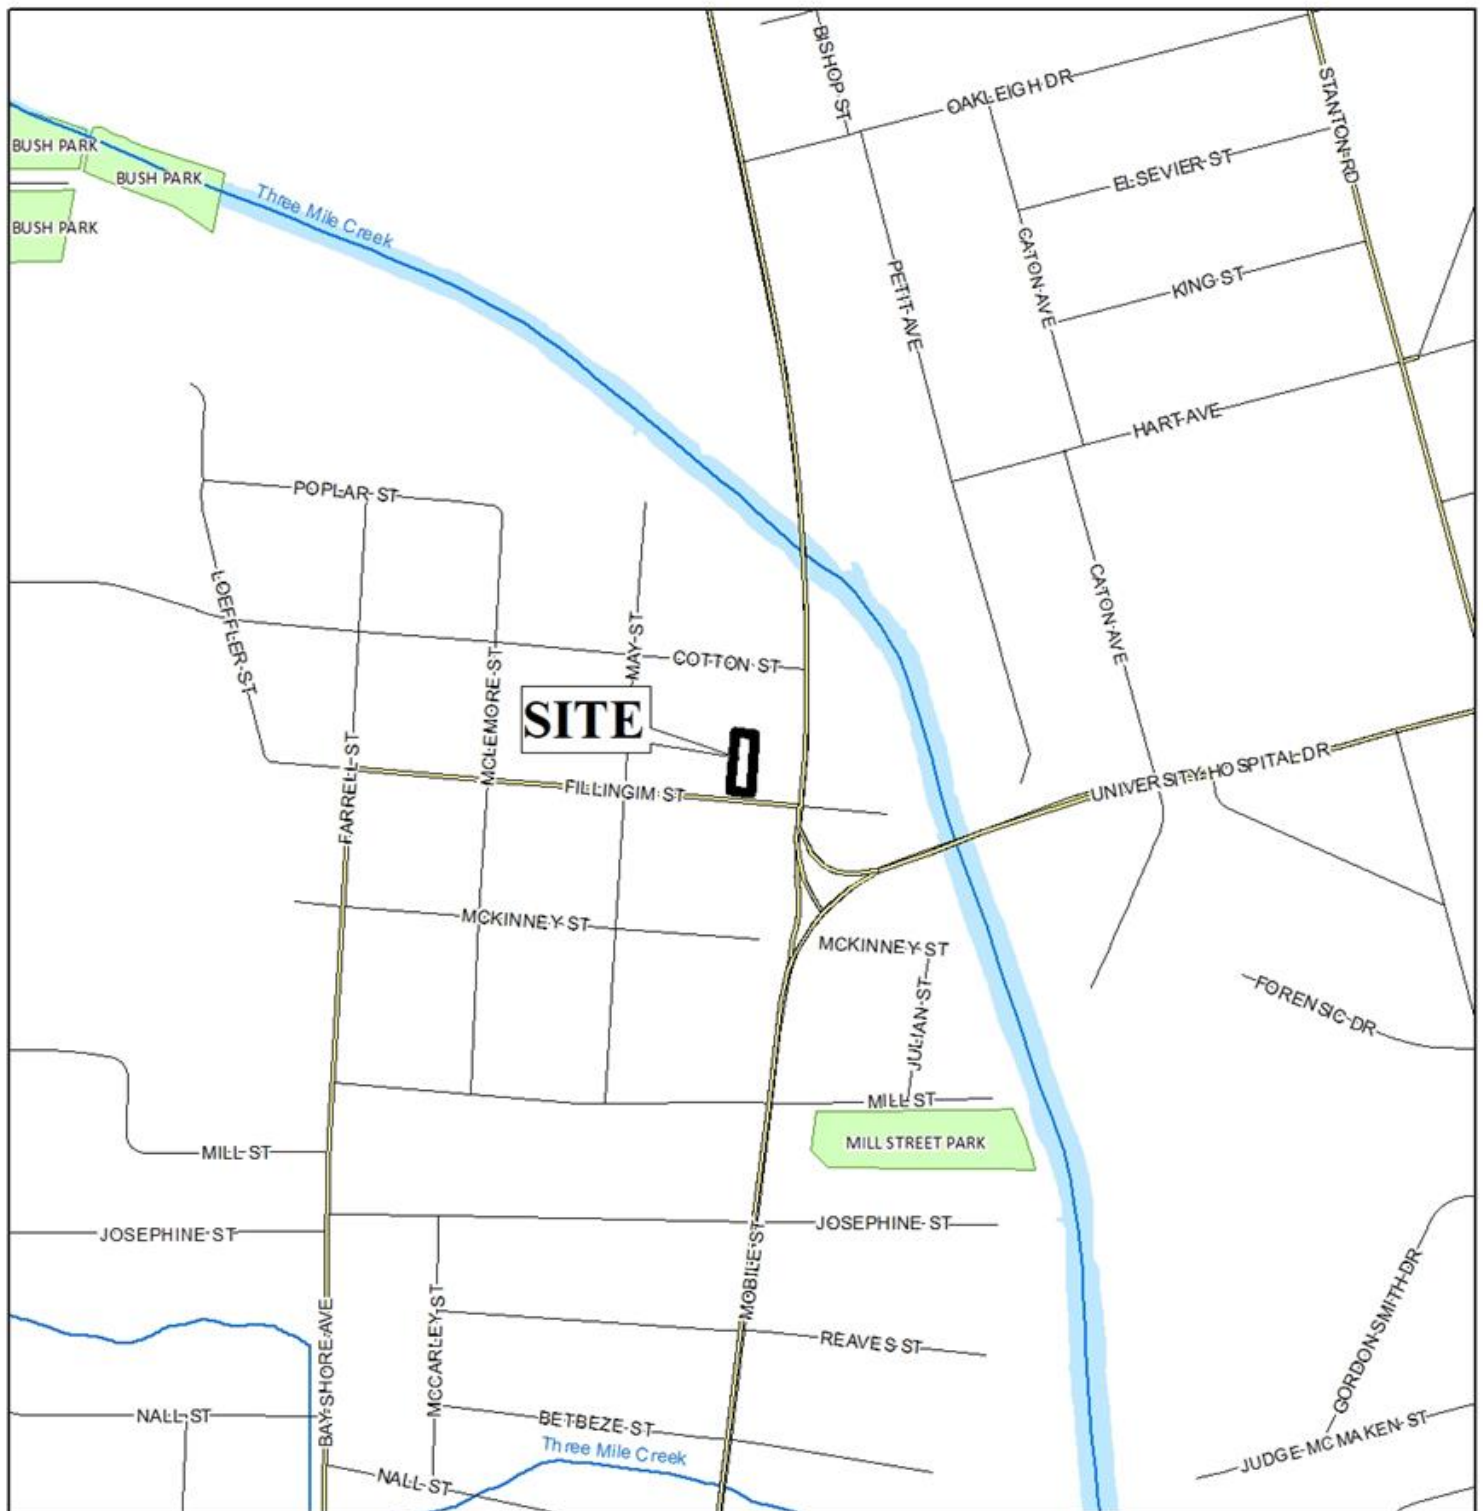 BISHOP ST
OAKLEIGH DR
STANTON RD
BUSH PARK
BUSH PARK
ELSEVIER ST
Three Mile Creek
BUSH PARK
CATON AVE
PETIT AVE
KING ST
HART AVE
POPLAR ST
LOEFFLER ST
MAY ST
CATON AVE
COTTON ST
MCLEMORE ST
SITE
FARRELL ST
FILLINGIM ST
UNIVERSITY HOSPITAL DR
MCKINNEY ST
MCKINNEY ST
JULIAN ST
FORENSIC DR
MILL ST
MILL STREET PARK
MILL ST
JOSEPHINE ST
JOSEPHINE ST
MOBILE ST
GORDON SMITH DR
BAY SHORE AVE
MCCARLEY ST
REAVES ST
NALL ST
BETBEZE ST
JUDGE MCMAKEN ST
Three Mile Creek
NALL ST